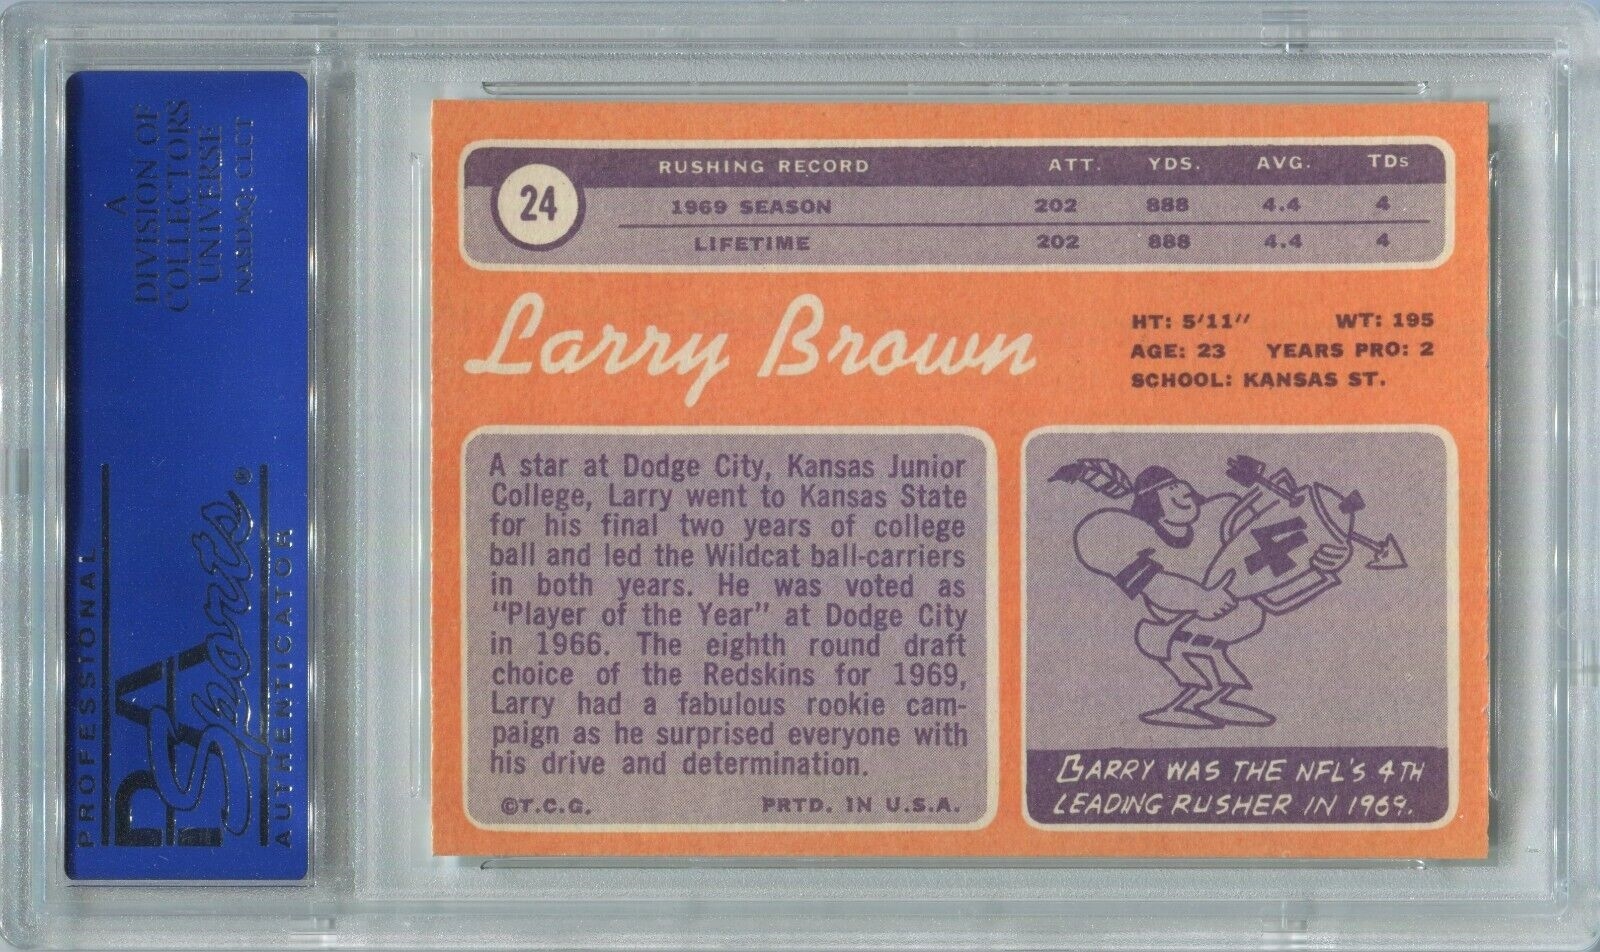 A
DIVISION OF
COLLECTORS
UNIVERSE
NASDAQ: CLCT
PROFESSIONAL
PSA
Sports®
AUTHENTICATOR
24
RUSHING RECORD ATT. YDS. AVG. TDs
1969 SEASON 202 888 4.4 4
LIFETIME 202 888 4.4 4
Larry Brown
HT: 5'11" WT: 195
AGE: 23 YEARS PRO: 2
SCHOOL: KANSAS ST.
A star at Dodge City, Kansas Junior
College, Larry went to Kansas State
for his final two years of college
ball and led the Wildcat ball-carriers
in both years. He was voted as
"Player of the Year" at Dodge City
in 1966. The eighth round draft
choice of the Redskins for 1969,
Larry had a fabulous rookie cam-
paign as he surprised everyone with
his drive and determination.
©T.C.G. PRTD. IN U.S.A.
4
BARRY WAS THE NFL'S 4TH
LEADING RUSHER IN 1969.